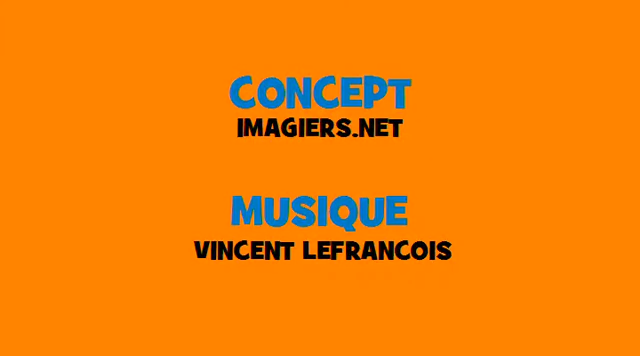 CONCEPT
IMAGIERS.NET
MUSIQUE
VINCENT LEFRANCOIS